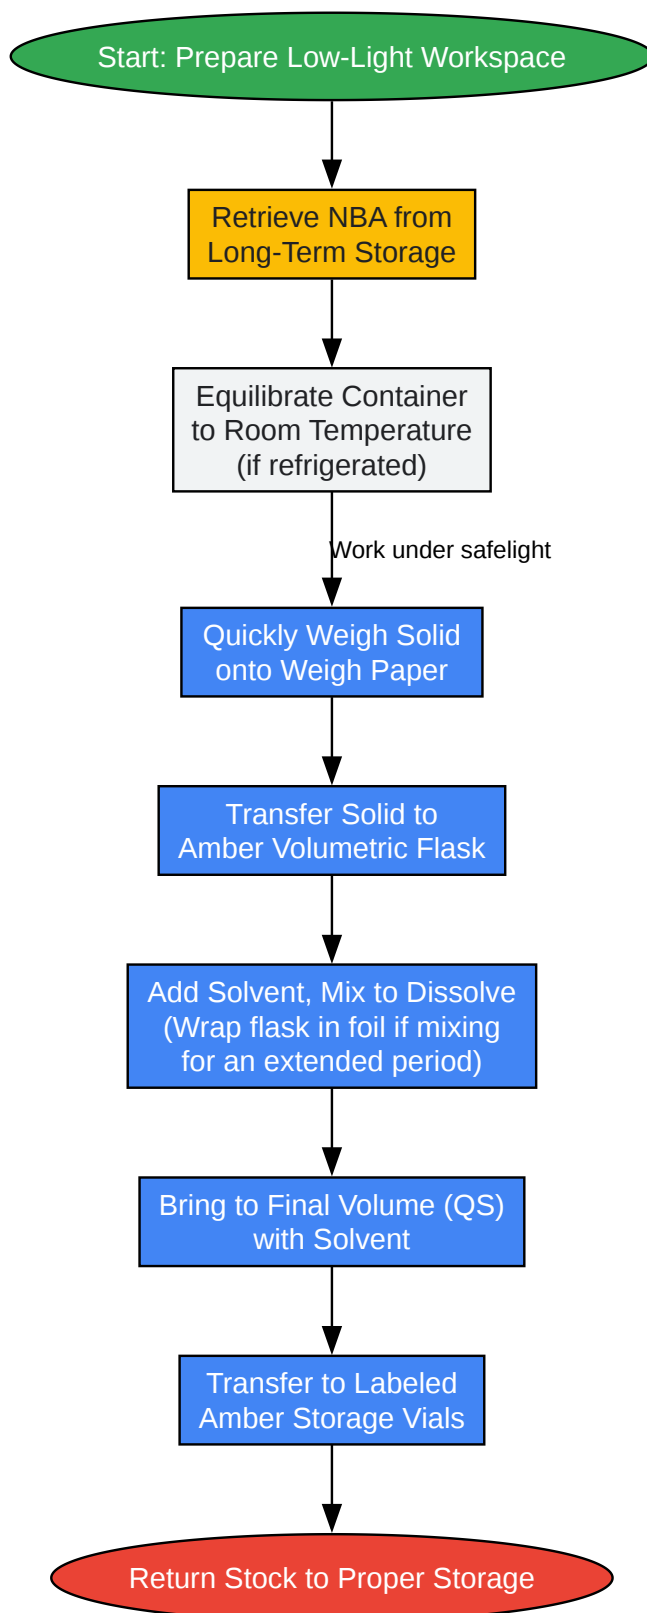 Start: Prepare Low-Light Workspace
Retrieve NBA from
Long-Term Storage
Equilibrate Container
to Room Temperature
(if refrigerated)
Work under safelight
Quickly Weigh Solid
onto Weigh Paper
Transfer Solid to
Amber Volumetric Flask
Add Solvent, Mix to Dissolve
(Wrap flask in foil if mixing
for an extended period)
Bring to Final Volume (QS)
with Solvent
Transfer to Labeled
Amber Storage Vials
Return Stock to Proper Storage